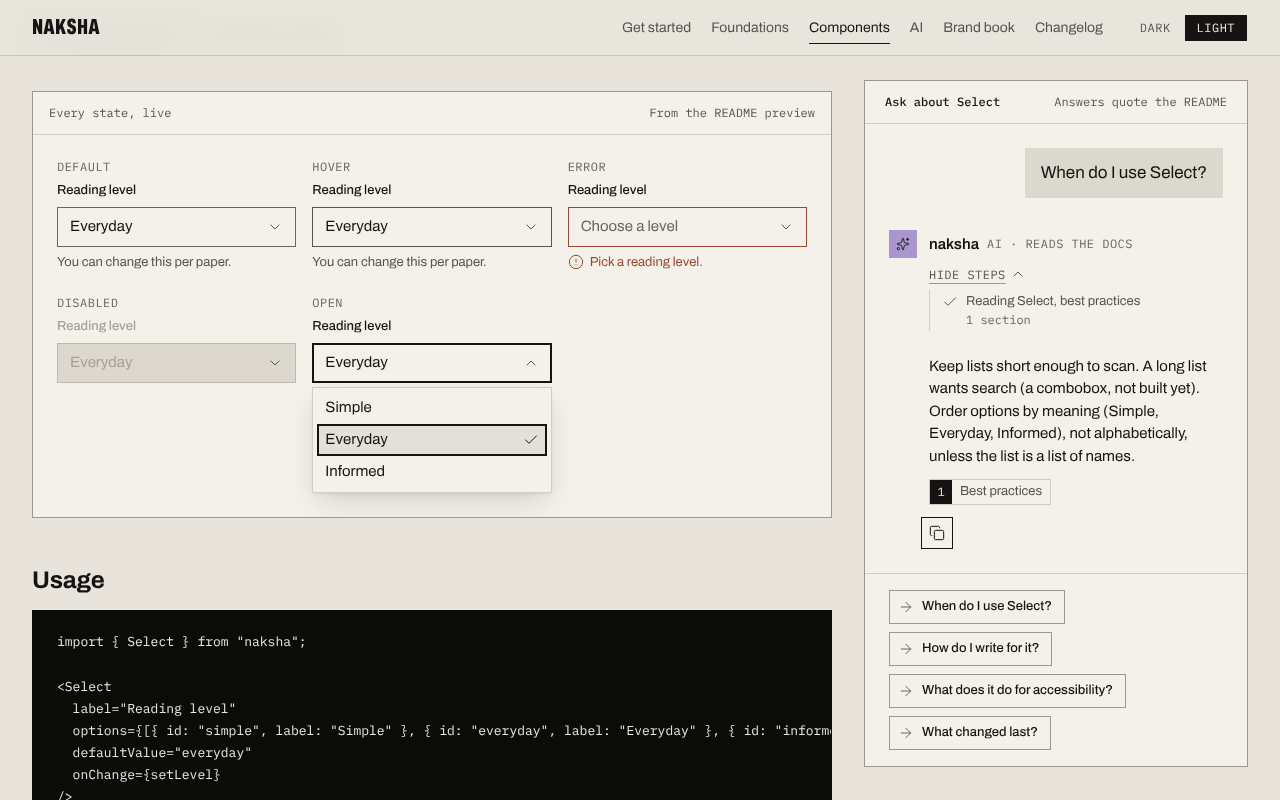 NAKSHA
Get started
Foundations
Components
AI
Brand book
Changelog
DARK
LIGHT
Every state, live
From the README preview
DEFAULT
Reading level
Everyday
You can change this per paper.
HOVER
Reading level
Everyday
You can change this per paper.
ERROR
Reading level
Choose a level
Pick a reading level.
DISABLED
Reading level
Everyday
OPEN
Reading level
Everyday
Simple
Everyday
Informed
Usage
import { Select } from "naksha";
<Select
label="Reading level"
options={[{ id: "simple", label: "Simple" }, { id: "everyday", label: "Everyday" }, { id: "informe
defaultValue="everyday"
onChange={setLevel}
/>
Ask about Select
Answers quote the README
When do I use Select?
naksha AI · READS THE DOCS
HIDE STEPS
Reading Select, best practices
1 section
Keep lists short enough to scan. A long list
wants search (a combobox, not built yet).
Order options by meaning (Simple,
Everyday, Informed), not alphabetically,
unless the list is a list of names.
1 Best practices
When do I use Select?
How do I write for it?
What does it do for accessibility?
What changed last?